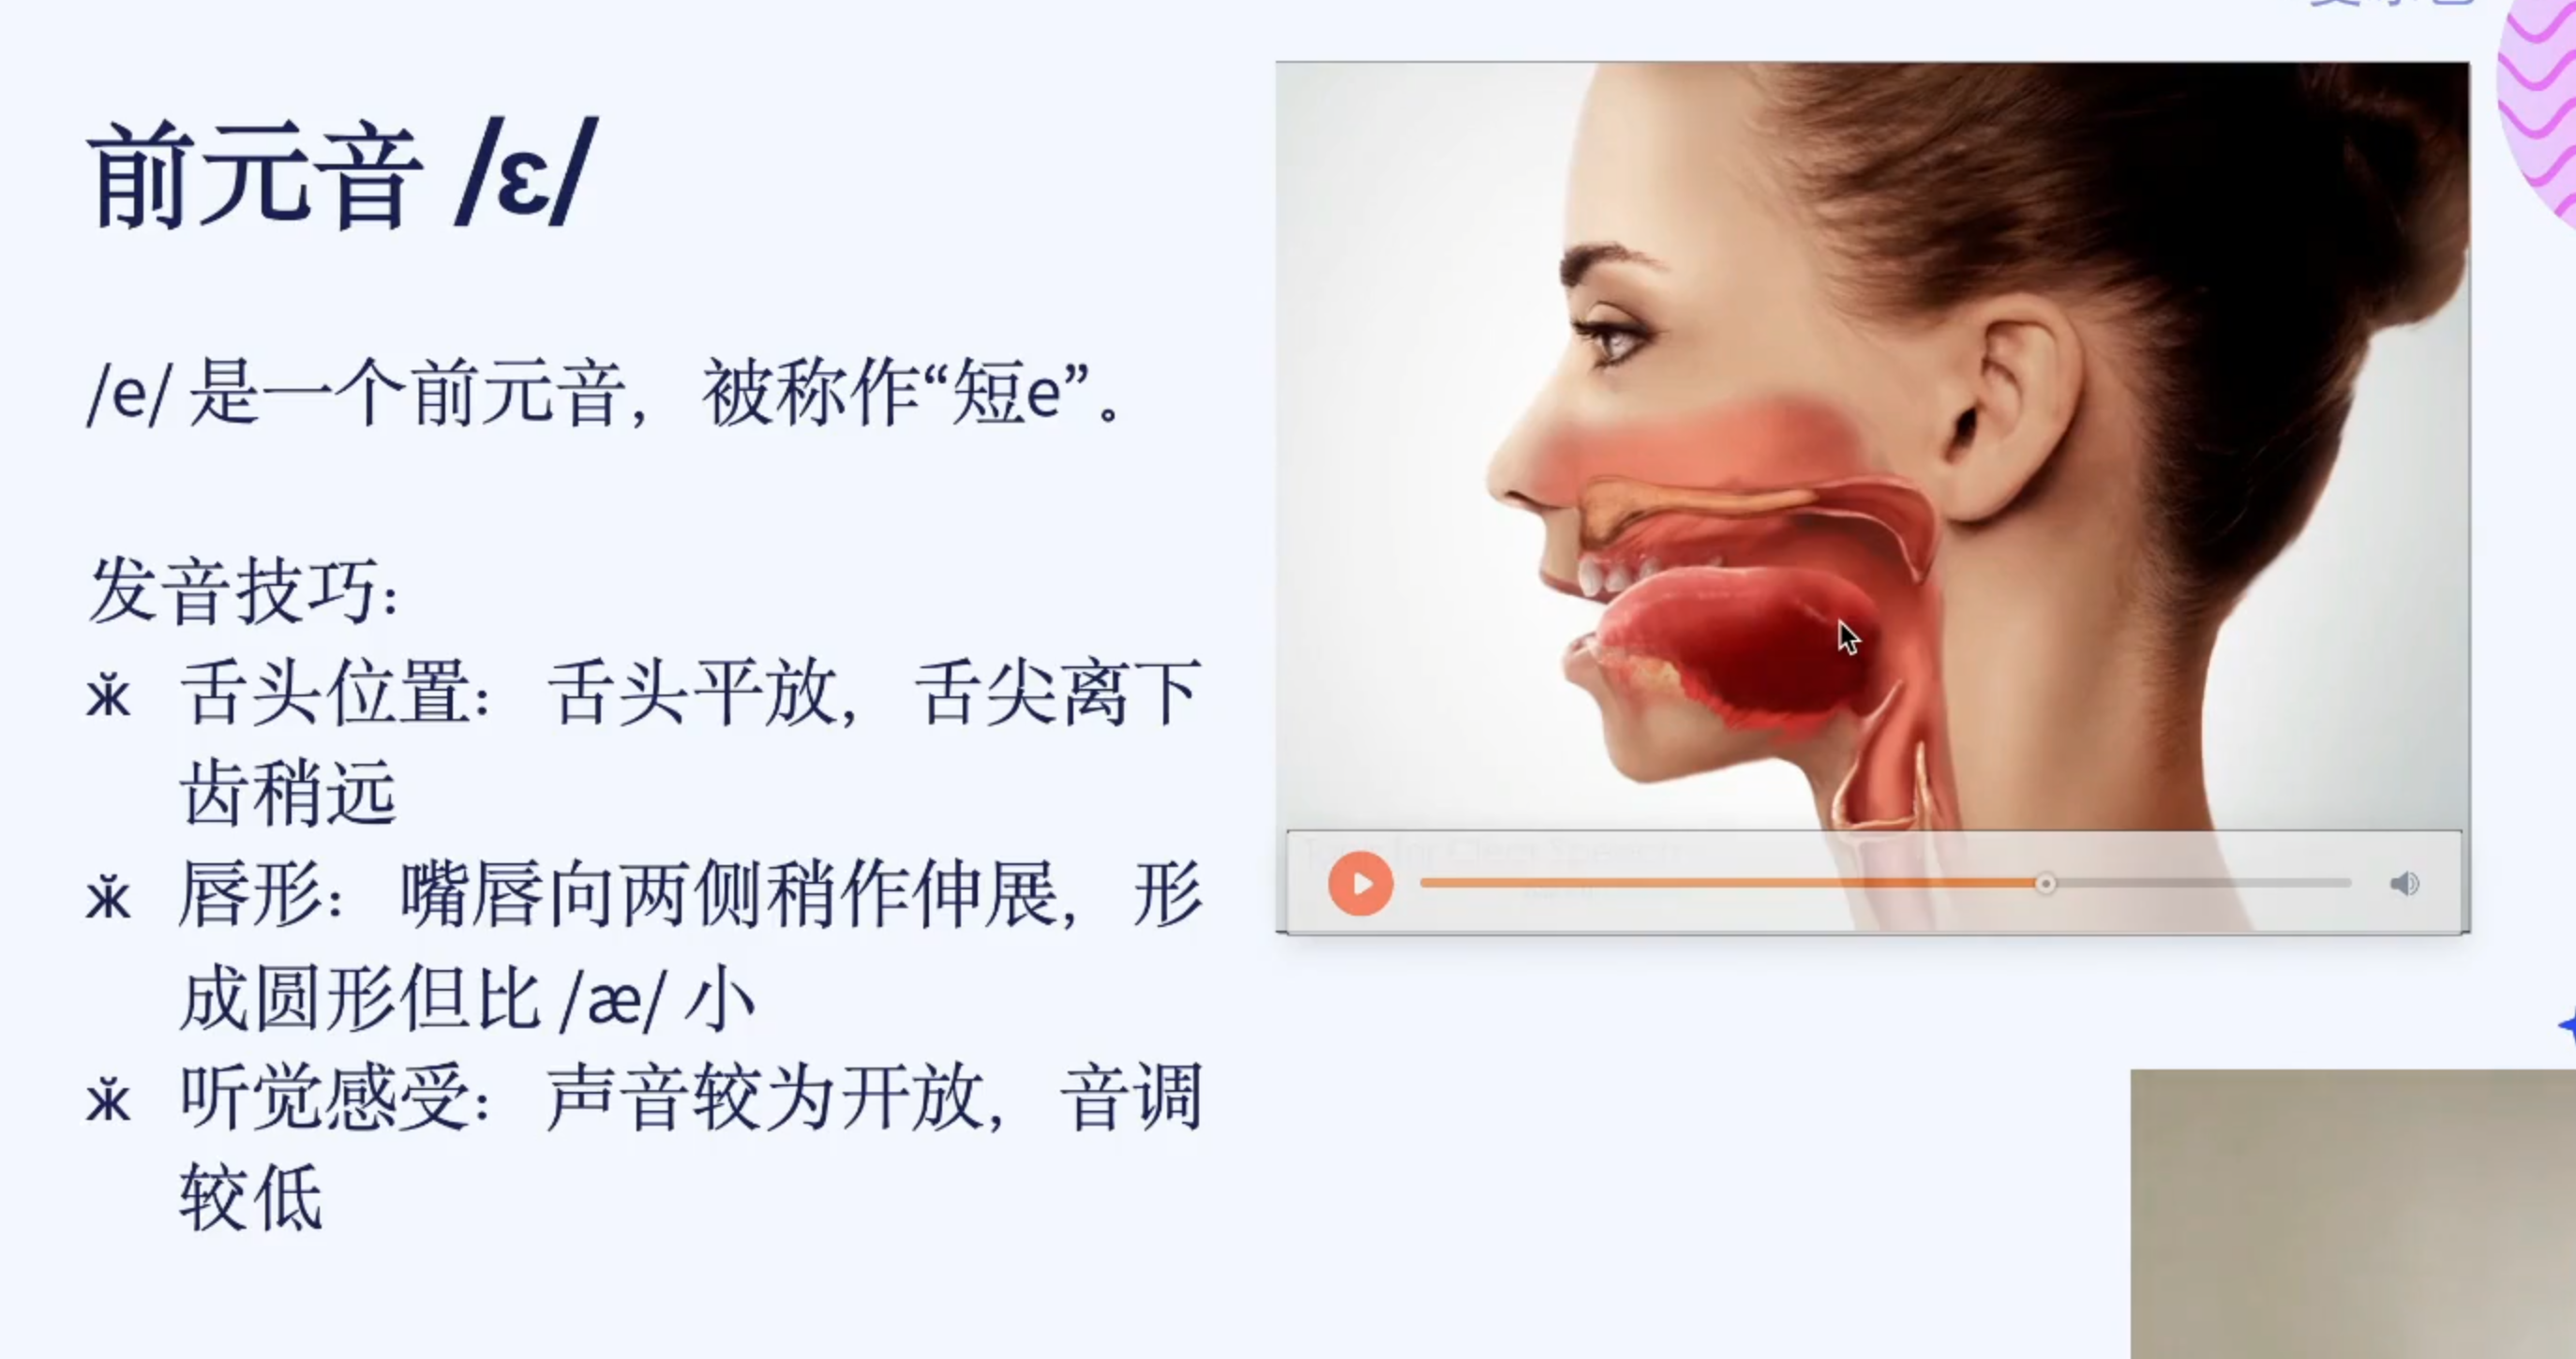 前元音 /ɛ/
/e/ 是一个前元音，被称作“短e”。
发音技巧：
ӂ 舌头位置：舌头平放，舌尖离下
齿稍远
ӂ 唇形：嘴唇向两侧稍作伸展，形
成圆形但比 /æ/ 小
ӂ 听觉感受：声音较为开放，音调
较低